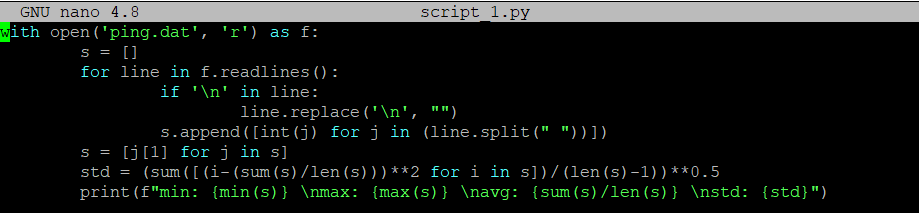 GNU nano 4.8 script_1.py
with open('ping.dat', 'r') as f:
        s = []
        for line in f.readlines():
                if '\n' in line:
                        line.replace('\n', "")
                s.append([int(j) for j in (line.split(" "))])
        s = [j[1] for j in s]
        std = (sum([(i-(sum(s)/len(s)))**2 for i in s])/(len(s)-1))**0.5
        print(f"min: {min(s)} \nmax: {max(s)} \navg: {sum(s)/len(s)} \nstd: {std}")